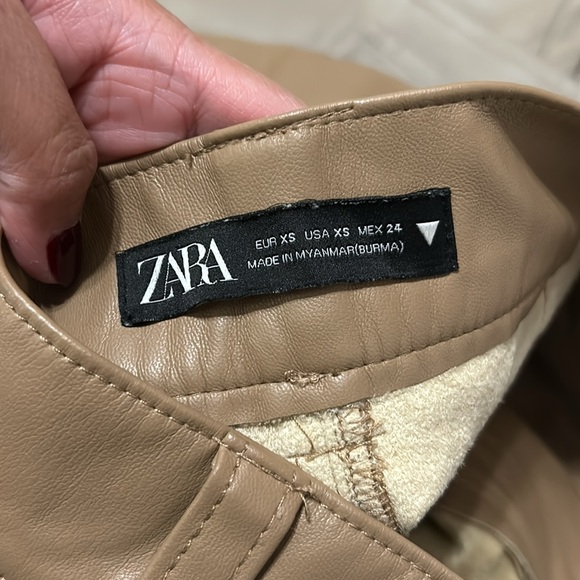 ZARA
EUR XS USA XS MEX 24
MADE IN MYANMAR(BURMA)